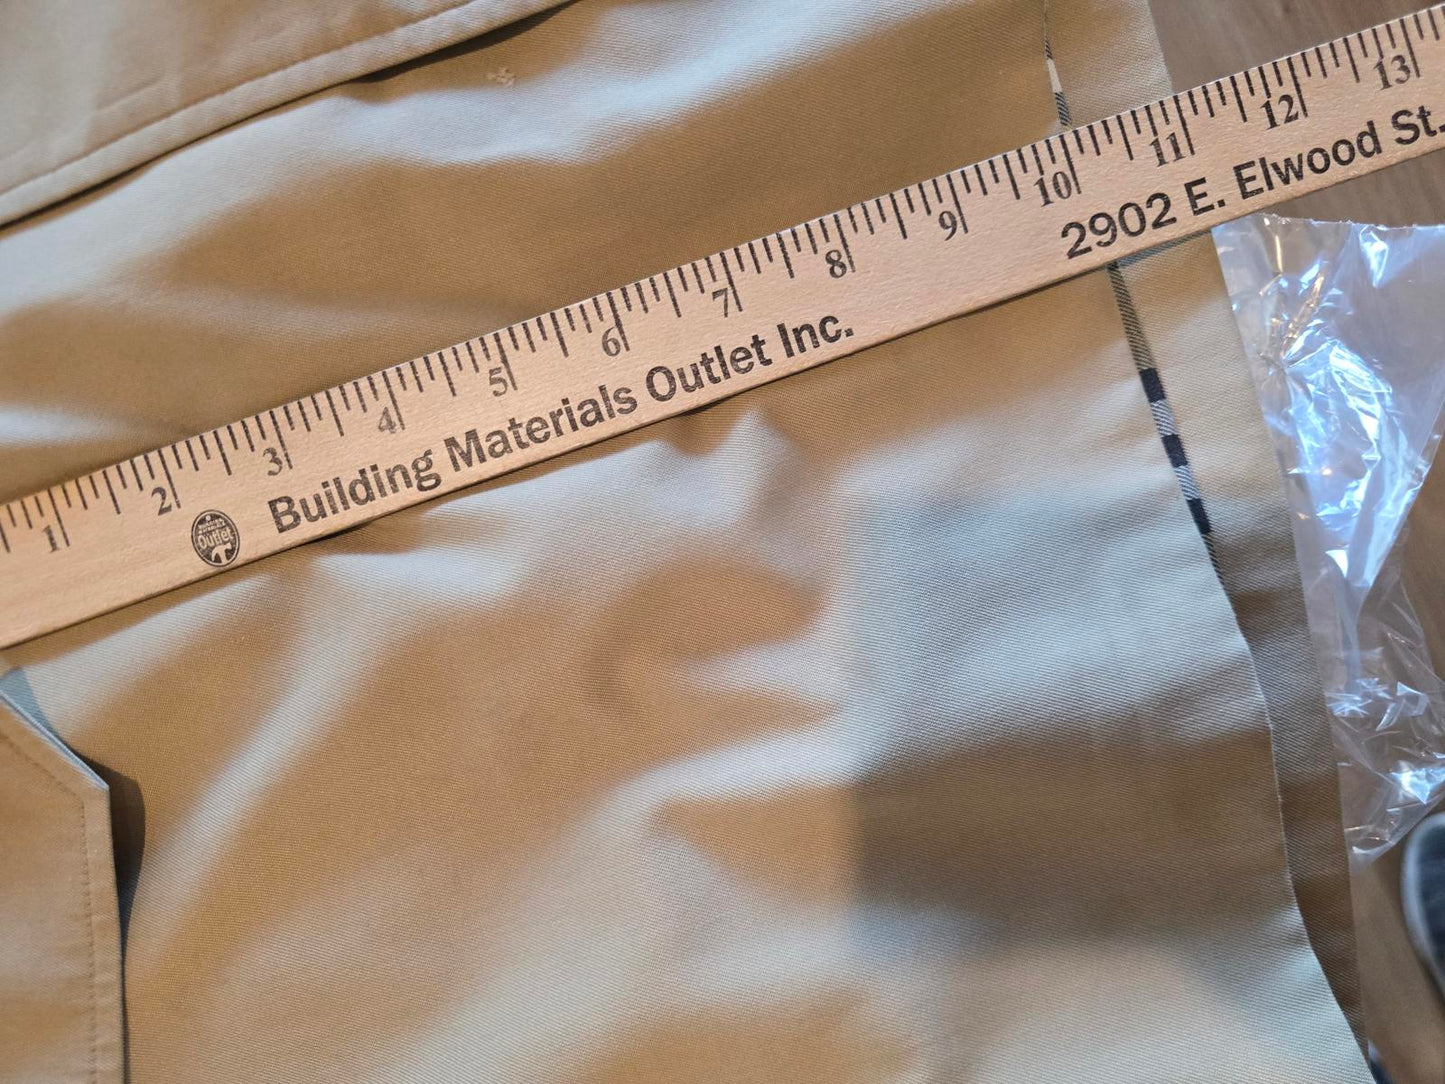 1 2 3 4 5 6 7 8 9 10 11 12 13
Outlet
Building Materials Outlet Inc. 2902 E. Elwood St.